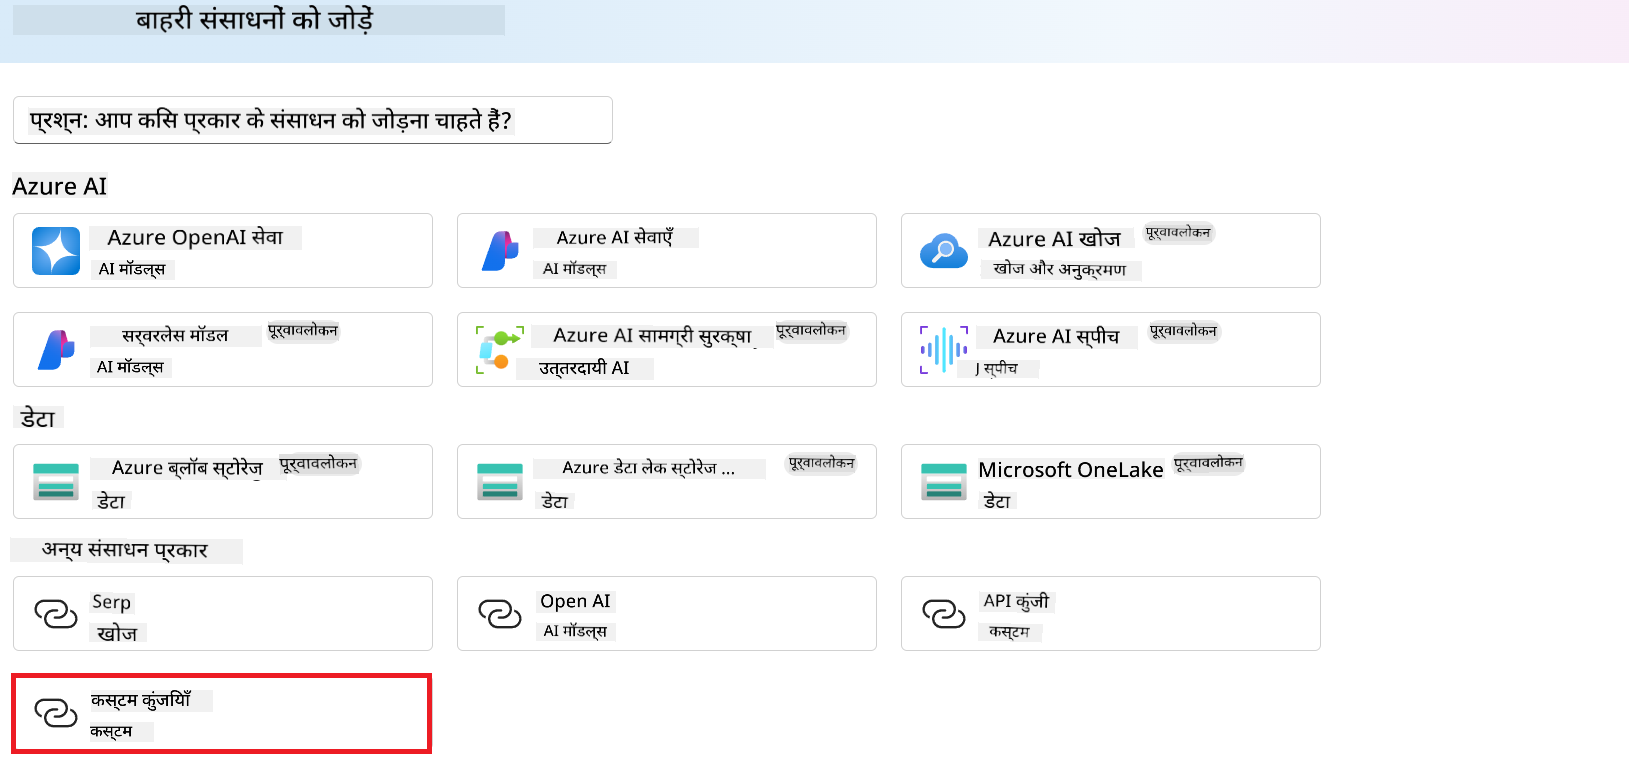 बाहरी संसाधनों को जोड़ें
प्रश्न: आप किस प्रकार के संसाधन को जोड़ना चाहते हैं?
Azure AI
Azure OpenAI सेवा
AI मॉडल्स
Azure AI सेवाएँ
AI मॉडल्स
Azure AI खोज
पूर्वावलोकन
खोज और अनुक्रमण
सर्वरलेस मॉडल
पूर्वावलोकन
AI मॉडल्स
Azure AI सामग्री सुरक्षा
पूर्वावलोकन
उत्तरदायी AI
Azure AI स्पीच
पूर्वावलोकन
J स्पीच
डेटा
Azure ब्लॉब स्टोरेज
पूर्वावलोकन
डेटा
Azure डेटा लेक स्टोरेज ...
पूर्वावलोकन
डेटा
Microsoft OneLake
पूर्वावलोकन
डेटा
अन्य संसाधन प्रकार
Serp
खोज
Open AI
AI मॉडल्स
API कुंजी
कस्टम
कस्टम कुंजियाँ
कस्टम